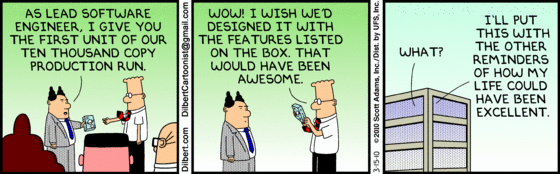 AS LEAD SOFTWARE
ENGINEER, I GIVE YOU
THE FIRST UNIT OF OUR
TEN THOUSAND COPY
PRODUCTION RUN.
Dilbert.com DilbertCartoonist@gmail.com
WOW! I WISH WE'D
DESIGNED IT WITH
THE FEATURES LISTED
ON THE BOX. THAT
WOULD HAVE BEEN
AWESOME.
3-15-10 ©2010 Scott Adams, Inc./Dist. by UFS, Inc.
WHAT?
I'LL PUT
THIS WITH
THE OTHER
REMINDERS
OF HOW MY
LIFE COULD
HAVE BEEN
EXCELLENT.